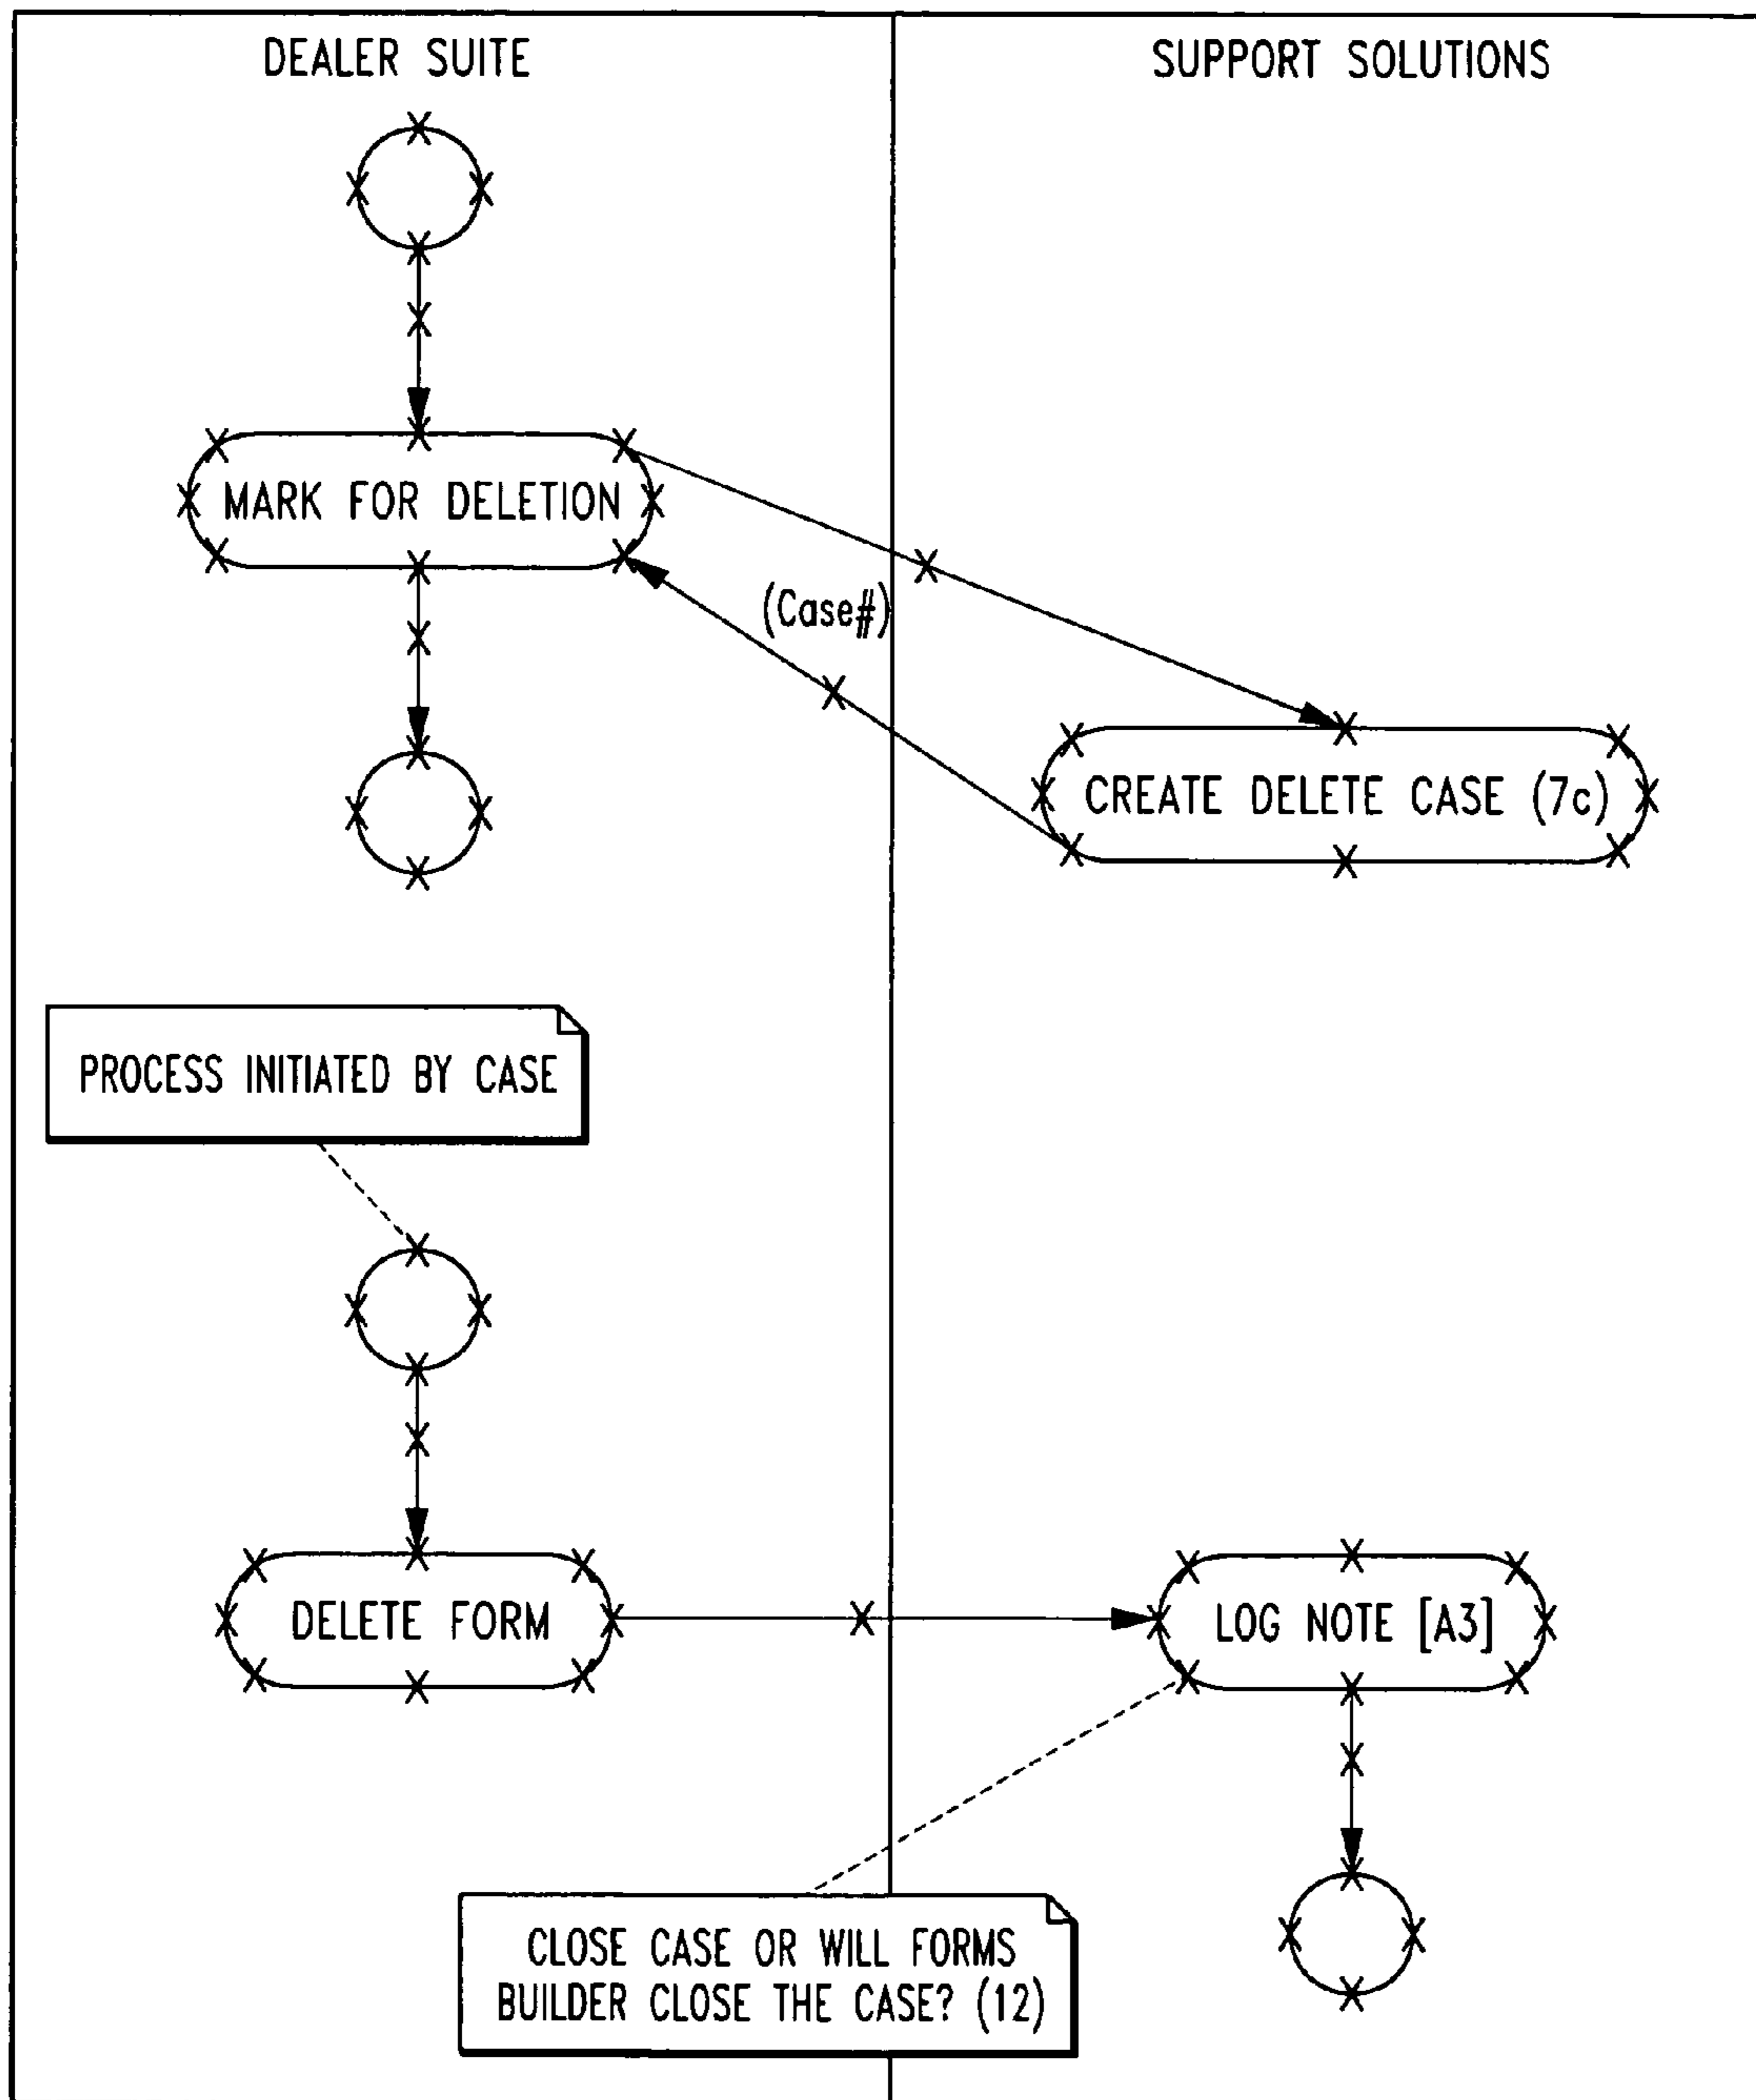 DEALER SUITE
SUPPORT SOLUTIONS
MARK FOR DELETION
(Case#)
CREATE DELETE CASE (7c)
PROCESS INITIATED BY CASE
DELETE FORM
LOG NOTE [A3]
CLOSE CASE OR WILL FORMS
BUILDER CLOSE THE CASE? (12)